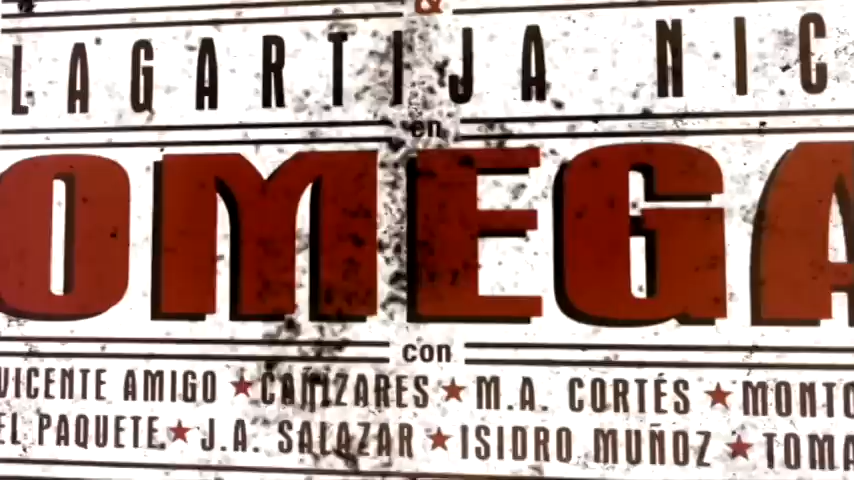 &
LAGARTIJA NIC
en
OMEGA
con
VICENTE AMIGO ★ CAÑIZARES ★ M.A. CORTÉS ★ MONTO
EL PAQUETE ★ J.A. SALAZAR ★ ISIDRO MUÑOZ ★ TOMA